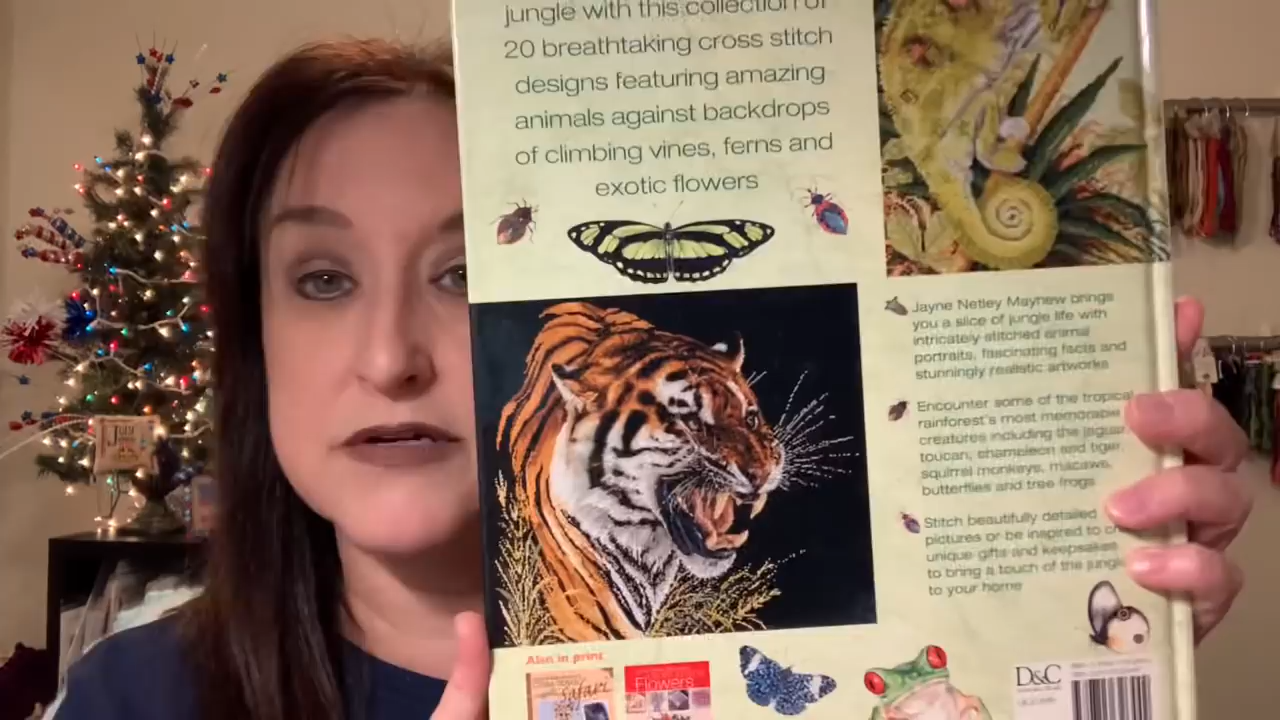 jungle with this collection of
20 breathtaking cross stitch
designs featuring amazing
animals against backdrops
of climbing vines, ferns and
exotic flowers
Jayne Netley Mayhew brings
you a slice of jungle life with
intricately stitched animal
portraits, fascinating facts and
stunningly realistic artworks
Encounter some of the tropical
rainforest's most memorable
creatures including the jaguar,
toucan, chameleon and tiger,
squirrel monkeys, macaws,
butterflies and tree frogs
Stitch beautifully detailed
pictures or be inspired to
unique gifts and keepsakes
to bring a touch of the jungle
to your home
Also in print
safari
Flowers
D&C
July